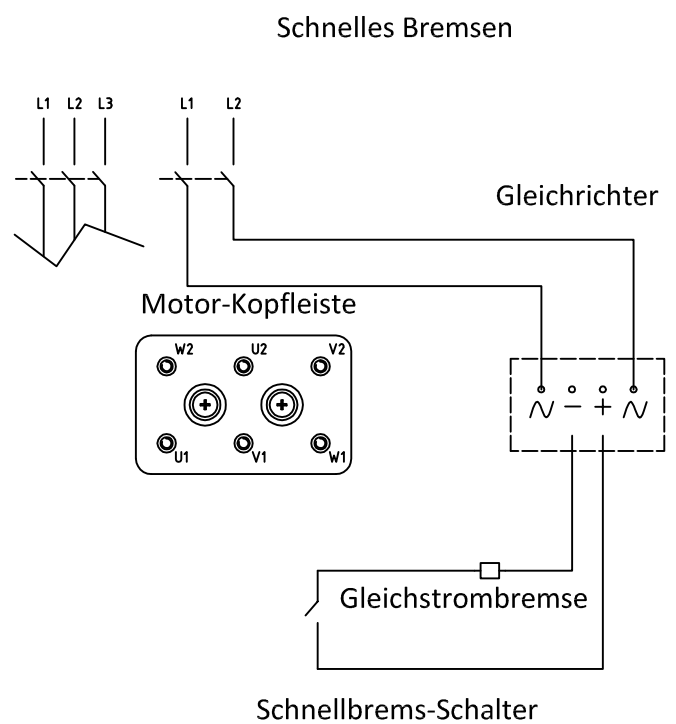 Schnelles Bremsen
L1 L2 L3 L1 L2
Gleichrichter
Motor-Kopfleiste
W2 U2 V2
U1 V1 W1
− +
Gleichstrombremse
Schnellbrems-Schalter